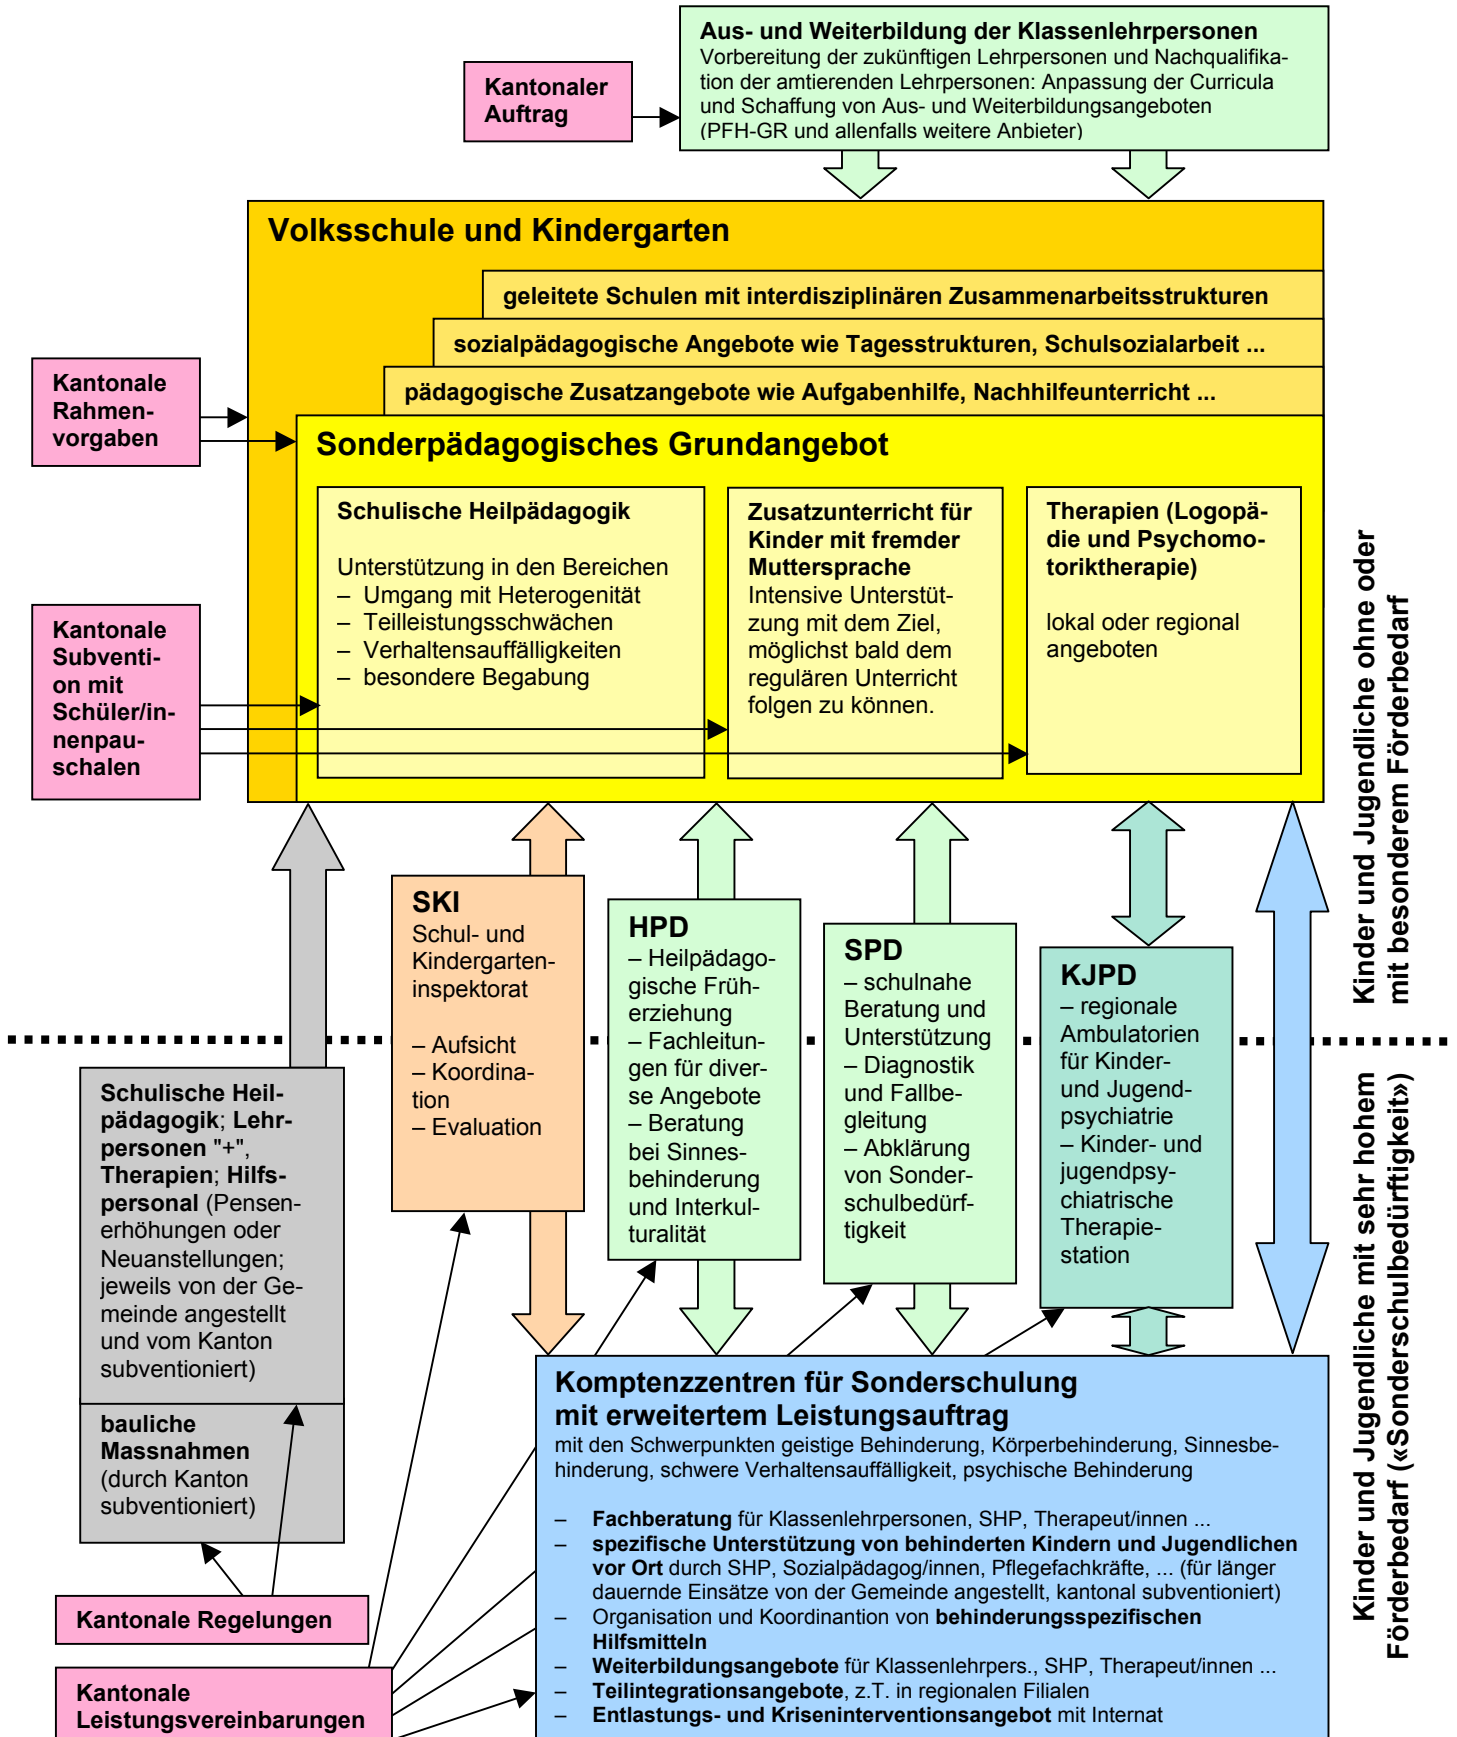 Aus- und Weiterbildung der Klassenlehrpersonen
Vorbereitung der zukünftigen Lehrpersonen und Nachqualifika-
tion der amtierenden Lehrpersonen: Anpassung der Curricula
und Schaffung von Aus- und Weiterbildungsangeboten
(PFH-GR und allenfalls weitere Anbieter)
Kantonaler
Auftrag
Volksschule und Kindergarten
geleitete Schulen mit interdisziplinären Zusammenarbeitsstrukturen
sozialpädagogische Angebote wie Tagesstrukturen, Schulsozialarbeit ...
pädagogische Zusatzangebote wie Aufgabenhilfe, Nachhilfeunterricht ...
Kantonale
Rahmen-
vorgaben
Sonderpädagogisches Grundangebot
Schulische Heilpädagogik
Unterstützung in den Bereichen
– Umgang mit Heterogenität
– Teilleistungsschwächen
– Verhaltensauffälligkeiten
– besondere Begabung
Zusatzunterricht für
Kinder mit fremder
Muttersprache
Intensive Unterstüt-
zung mit dem Ziel,
möglichst bald dem
regulären Unterricht
folgen zu können.
Therapien (Logopä-
die und Psychomo-
toriktherapie)
lokal oder regional
angeboten
Kantonale
Subventi-
on mit
Schüler/in-
nenpau-
schalen
Kinder und Jugendliche ohne oder
mit besonderem Förderbedarf
SKI
Schul- und
Kindergarten-
inspektorat
– Aufsicht
– Koordina-
tion
– Evaluation
HPD
– Heilpädago-
gische Früh-
erziehung
– Fachleitun-
gen für diver-
se Angebote
– Beratung
bei Sinnes-
behinderung
und Interkul-
turalität
SPD
– schulnahe
Beratung und
Unterstützung
– Diagnostik
und Fallbe-
gleitung
– Abklärung
von Sonder-
schulbedürf-
tigkeit
KJPD
– regionale
Ambulatorien
für Kinder-
und Jugend-
psychiatrie
– Kinder- und
jugendpsy-
chiatrische
Therapie-
station
Schulische Heil-
pädagogik; Lehr-
personen "+",
Therapien; Hilfs-
personal (Pensen-
erhöhungen oder
Neuanstellungen;
jeweils von der Ge-
meinde angestellt
und vom Kanton
subventioniert)
bauliche
Massnahmen
(durch Kanton
subventioniert)
Kinder und Jugendliche mit sehr hohem
Förderbedarf («Sonderschulbedürftigkeit»)
Komptenzzentren für Sonderschulung
mit erweitertem Leistungsauftrag
mit den Schwerpunkten geistige Behinderung, Körperbehinderung, Sinnesbe-
hinderung, schwere Verhaltensauffälligkeit, psychische Behinderung
– Fachberatung für Klassenlehrpersonen, SHP, Therapeut/innen ...
– spezifische Unterstützung von behinderten Kindern und Jugendlichen
vor Ort durch SHP, Sozialpädagog/innen, Pflegefachkräfte, ... (für länger
dauernde Einsätze von der Gemeinde angestellt, kantonal subventioniert)
– Organisation und Koordinantion von behinderungsspezifischen
Hilfsmitteln
– Weiterbildungsangebote für Klassenlehrpers., SHP, Therapeut/innen ...
– Teilintegrationsangebote, z.T. in regionalen Filialen
– Entlastungs- und Kriseninterventionsangebot mit Internat
Kantonale Regelungen
Kantonale
Leistungsvereinbarungen